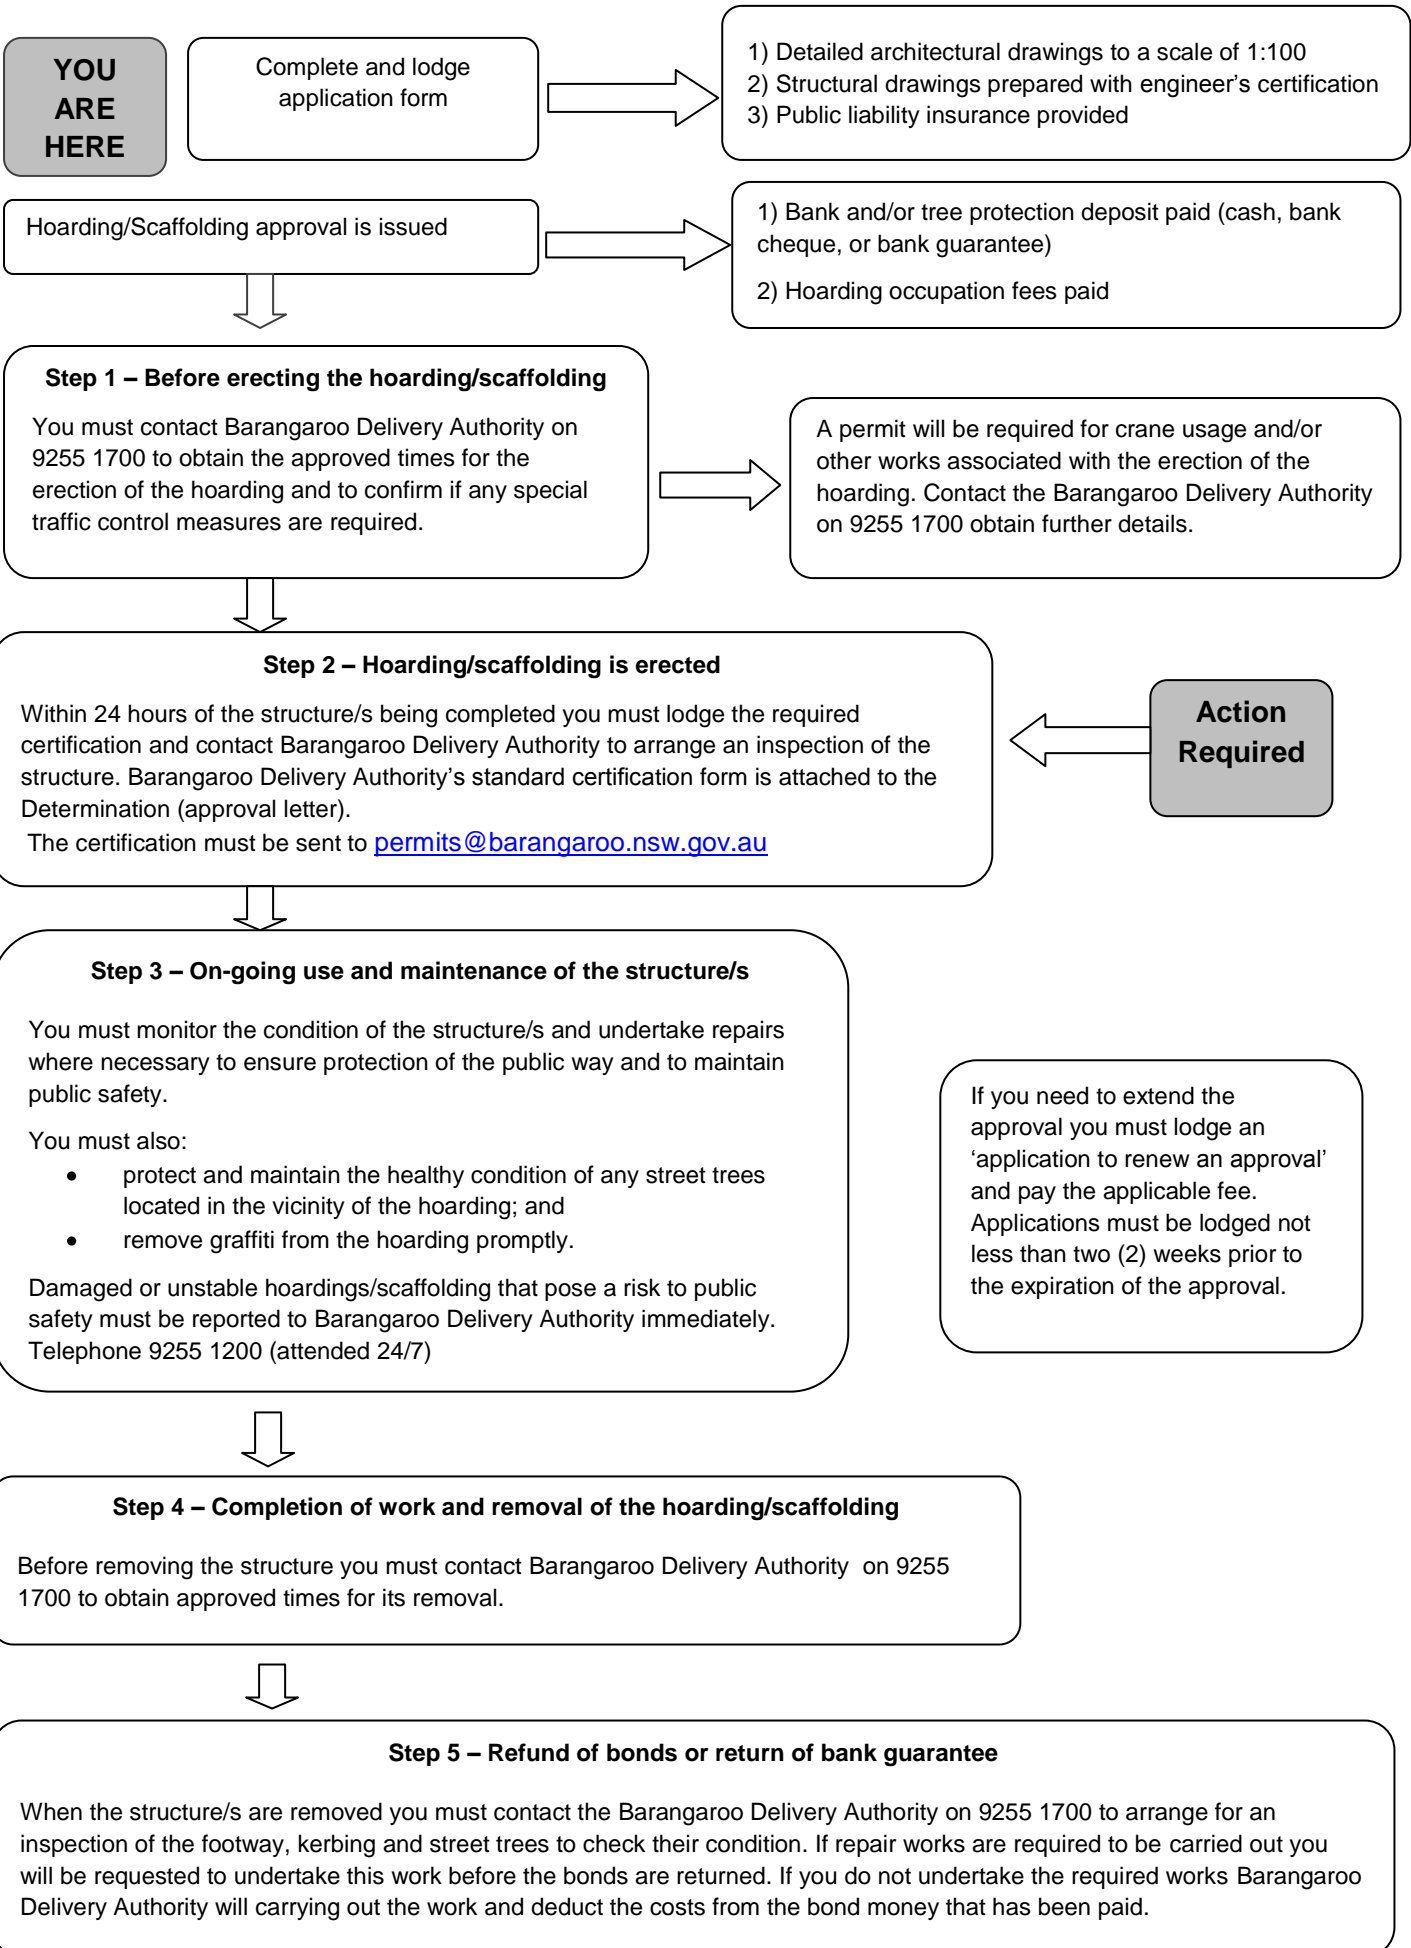 YOU
ARE
HERE
Complete and lodge
application form
1) Detailed architectural drawings to a scale of 1:100
2) Structural drawings prepared with engineer’s certification
3) Public liability insurance provided
Hoarding/Scaffolding approval is issued
1) Bank and/or tree protection deposit paid (cash, bank
cheque, or bank guarantee)
2) Hoarding occupation fees paid
Step 1 – Before erecting the hoarding/scaffolding
You must contact Barangaroo Delivery Authority on
9255 1700 to obtain the approved times for the
erection of the hoarding and to confirm if any special
traffic control measures are required.
A permit will be required for crane usage and/or
other works associated with the erection of the
hoarding. Contact the Barangaroo Delivery Authority
on 9255 1700 obtain further details.
Step 2 – Hoarding/scaffolding is erected
Within 24 hours of the structure/s being completed you must lodge the required
certification and contact Barangaroo Delivery Authority to arrange an inspection of the
structure. Barangaroo Delivery Authority’s standard certification form is attached to the
Determination (approval letter).
The certification must be sent to permits@barangaroo.nsw.gov.au
Action
Required
Step 3 – On-going use and maintenance of the structure/s
You must monitor the condition of the structure/s and undertake repairs
where necessary to ensure protection of the public way and to maintain
public safety.
You must also:
• protect and maintain the healthy condition of any street trees
located in the vicinity of the hoarding; and
• remove graffiti from the hoarding promptly.
Damaged or unstable hoardings/scaffolding that pose a risk to public
safety must be reported to Barangaroo Delivery Authority immediately.
Telephone 9255 1200 (attended 24/7)
If you need to extend the
approval you must lodge an
‘application to renew an approval’
and pay the applicable fee.
Applications must be lodged not
less than two (2) weeks prior to
the expiration of the approval.
Step 4 – Completion of work and removal of the hoarding/scaffolding
Before removing the structure you must contact Barangaroo Delivery Authority on 9255
1700 to obtain approved times for its removal.
Step 5 – Refund of bonds or return of bank guarantee
When the structure/s are removed you must contact the Barangaroo Delivery Authority on 9255 1700 to arrange for an
inspection of the footway, kerbing and street trees to check their condition. If repair works are required to be carried out you
will be requested to undertake this work before the bonds are returned. If you do not undertake the required works Barangaroo
Delivery Authority will carrying out the work and deduct the costs from the bond money that has been paid.